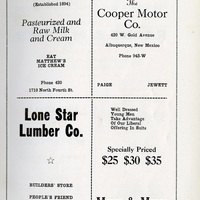 (Established 1894)
Pasteurized and
Raw Milk
and Cream
EAT
MATTHEW'S
ICE CREAM
Phone 420
1719 North Fourth St.
The
Cooper Motor
Co.
420 W. Gold Avenue
Albuquerque, New Mexico
Phone 942-W
PAIGE JEWETT
Lone Star
Lumber Co.
BUILDERS' STORE
PEOPLE'S FRIEND
Well Dressed
Young Men
Take Advantage
Of Our Liberal
Offering In Suits
Specially Priced
$25 $30 $35